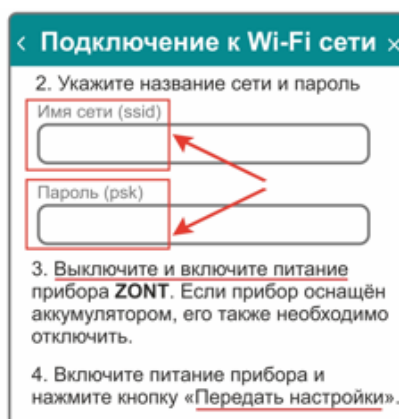 < Подключение к Wi-Fi сети ×
2. Укажите название сети и пароль
Имя сети (ssid)
Пароль (psk)
3. Выключите и включите питание
прибора ZONT. Если прибор оснащён
аккумулятором, его также необходимо
отключить.
4. Включите питание прибора и
нажмите кнопку «Передать настройки».